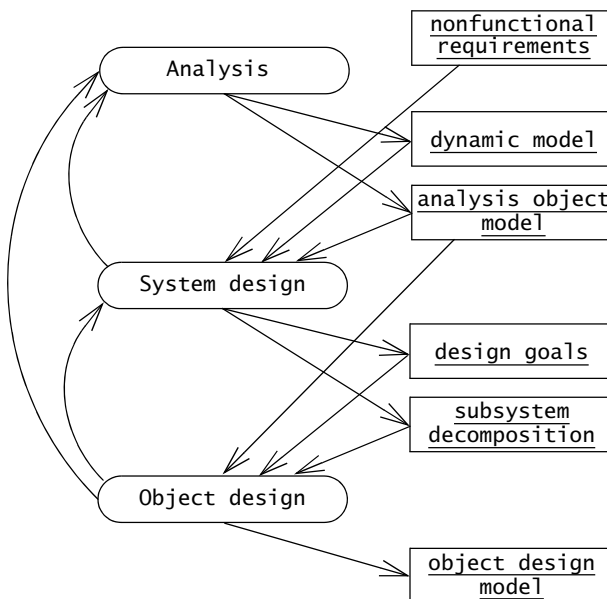 nonfunctional
requirements
Analysis
dynamic model
analysis object
model
System design
design goals
subsystem
decomposition
Object design
object design
model